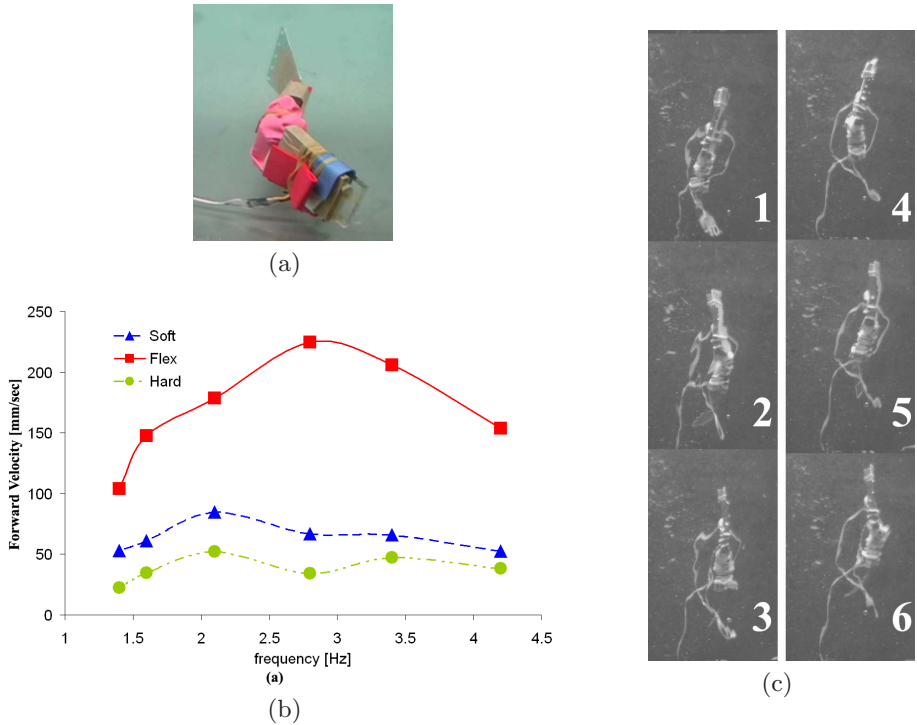 (a)
250
200
150
100
50
0
Forward Velocity [mm/sec]
Soft
Flex
Hard
1 1.5 2 2.5 3 3.5 4 4.5
frequency [Hz]
(a)
(b)
1 4
2 5
3 6
(c)